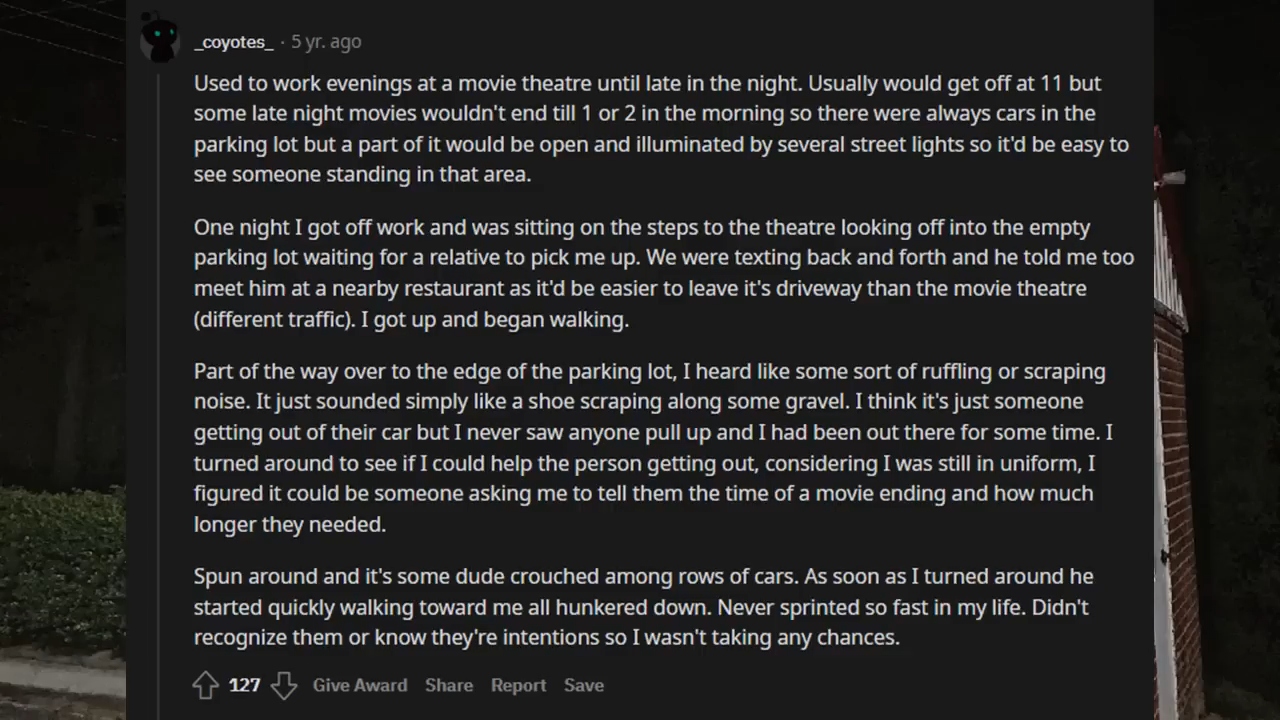 _coyotes_ · 5 yr. ago
Used to work evenings at a movie theatre until late in the night. Usually would get off at 11 but
some late night movies wouldn't end till 1 or 2 in the morning so there were always cars in the
parking lot but a part of it would be open and illuminated by several street lights so it'd be easy to
see someone standing in that area.
One night I got off work and was sitting on the steps to the theatre looking off into the empty
parking lot waiting for a relative to pick me up. We were texting back and forth and he told me too
meet him at a nearby restaurant as it'd be easier to leave it's driveway than the movie theatre
(different traffic). I got up and began walking.
Part of the way over to the edge of the parking lot, I heard like some sort of ruffling or scraping
noise. It just sounded simply like a shoe scraping along some gravel. I think it's just someone
getting out of their car but I never saw anyone pull up and I had been out there for some time. I
turned around to see if I could help the person getting out, considering I was still in uniform, I
figured it could be someone asking me to tell them the time of a movie ending and how much
longer they needed.
Spun around and it's some dude crouched among rows of cars. As soon as I turned around he
started quickly walking toward me all hunkered down. Never sprinted so fast in my life. Didn't
recognize them or know they're intentions so I wasn't taking any chances.
127 Give Award Share Report Save